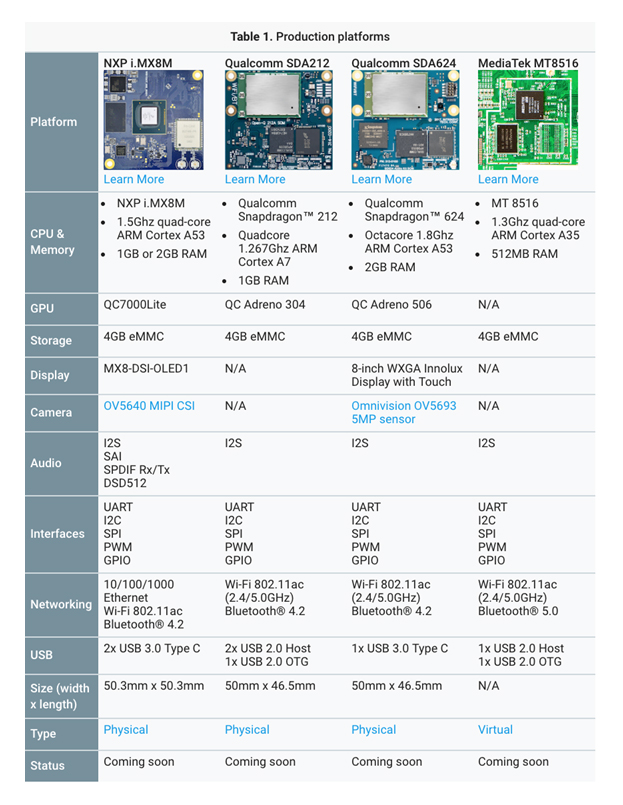 Table 1. Production platforms
Platform
NXP i.MX8M
Learn More
Qualcomm SDA212
Learn More
Qualcomm SDA624
Learn More
MediaTek MT8516
Learn More
CPU &
Memory
• NXP i.MX8M
• 1.5Ghz quad-core
ARM Cortex A53
• 1GB or 2GB RAM
• Qualcomm
Snapdragon™ 212
• Quadcore
1.267Ghz ARM
Cortex A7
• 1GB RAM
• Qualcomm
Snapdragon™ 624
• Octacore 1.8Ghz
ARM Cortex A53
• 2GB RAM
• MT 8516
• 1.3Ghz quad-core
ARM Cortex A35
• 512MB RAM
GPU
QC7000Lite
QC Adreno 304
QC Adreno 506
N/A
Storage
4GB eMMC
4GB eMMC
4GB eMMC
4GB eMMC
Display
MX8-DSI-OLED1
N/A
8-inch WXGA Innolux
Display with Touch
N/A
Camera
OV5640 MIPI CSI
N/A
Omnivision OV5693
5MP sensor
N/A
Audio
I2S
SAI
SPDIF Rx/Tx
DSD512
I2S
I2S
I2S
Interfaces
UART
I2C
SPI
PWM
GPIO
UART
I2C
SPI
PWM
GPIO
UART
I2C
SPI
PWM
GPIO
UART
I2C
SPI
PWM
GPIO
Networking
10/100/1000
Ethernet
Wi-Fi 802.11ac
Bluetooth® 4.2
Wi-Fi 802.11ac
(2.4/5.0GHz)
Bluetooth® 4.2
Wi-Fi 802.11ac
(2.4/5.0GHz)
Bluetooth® 4.2
Wi-Fi 802.11ac
(2.4/5.0GHz)
Bluetooth® 5.0
USB
2x USB 3.0 Type C
2x USB 2.0 Host
1x USB 2.0 OTG
1x USB 3.0 Type C
1x USB 2.0 Host
1x USB 2.0 OTG
Size (width
x length)
50.3mm x 50.3mm
50mm x 46.5mm
50mm x 46.5mm
N/A
Type
Physical
Physical
Physical
Virtual
Status
Coming soon
Coming soon
Coming soon
Coming soon